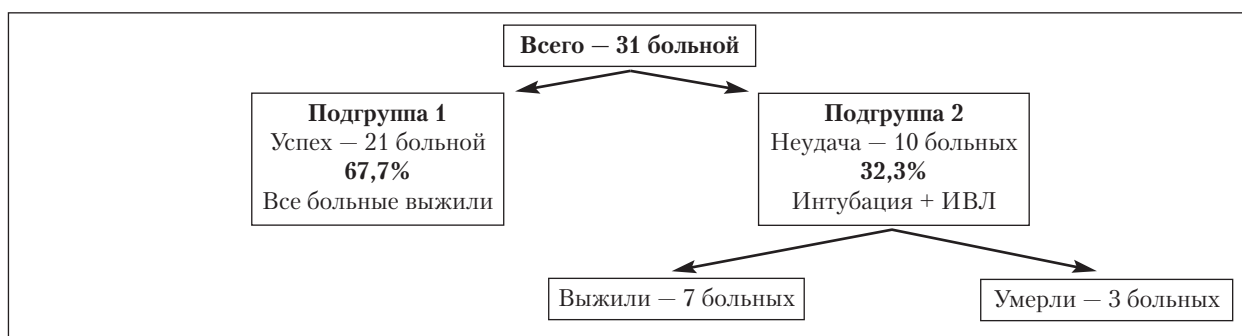 Всего — 31 больной
Подгруппа 1
Успех — 21 больной
67,7%
Все больные выжили
Подгруппа 2
Неудача — 10 больных
32,3%
Интубация + ИВЛ
Выжили — 7 больных
Умерли — 3 больных